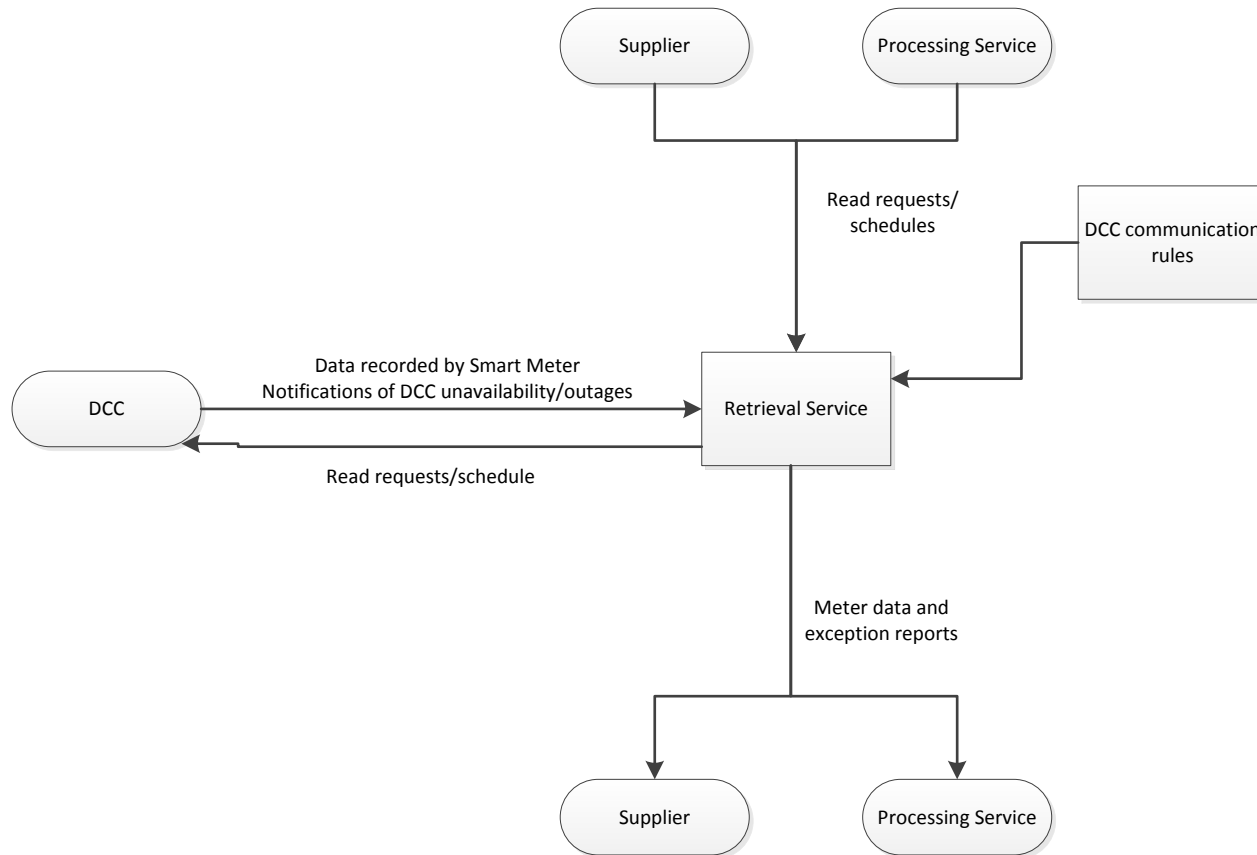 Supplier
Processing Service
Read requests/
schedules
DCC communication
rules
Data recorded by Smart Meter
Notifications of DCC unavailability/outages
DCC
Retrieval Service
Read requests/schedule
Meter data and
exception reports
Supplier
Processing Service